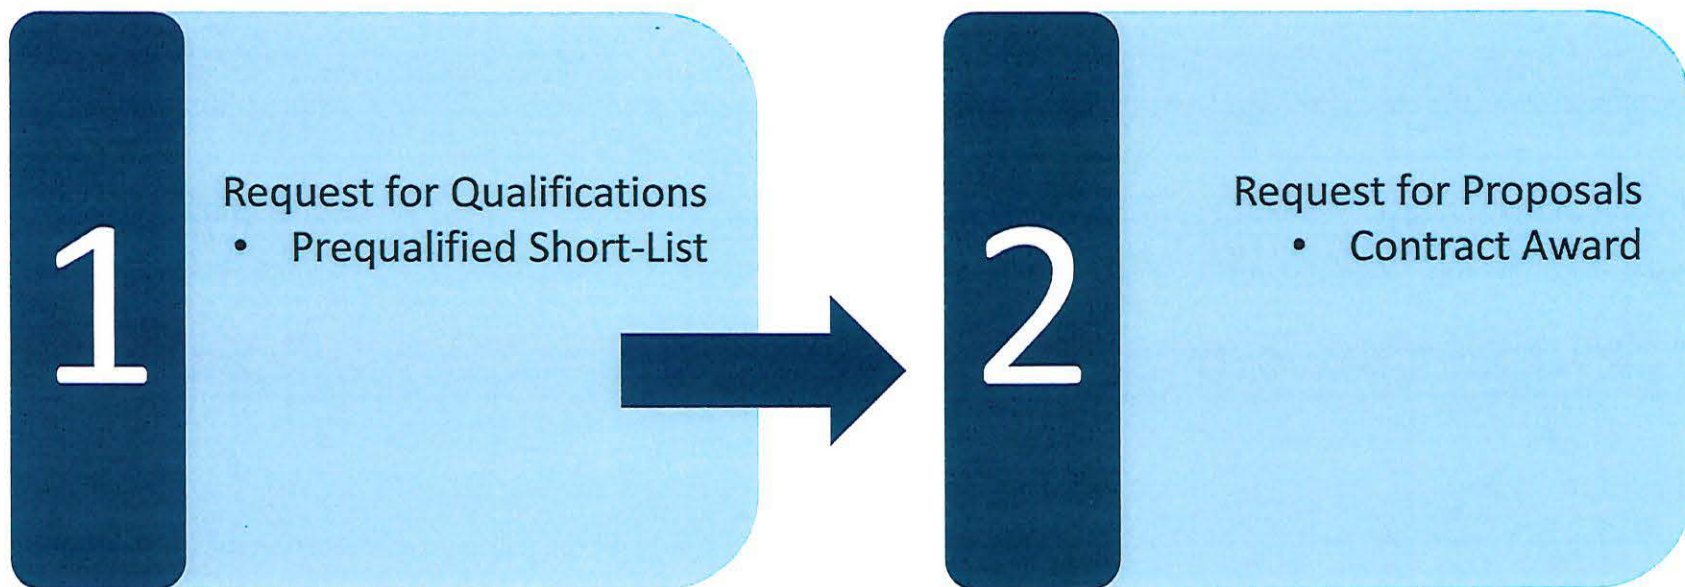 1
Request for Qualifications
• Prequalified Short-List
2
Request for Proposals
• Contract Award